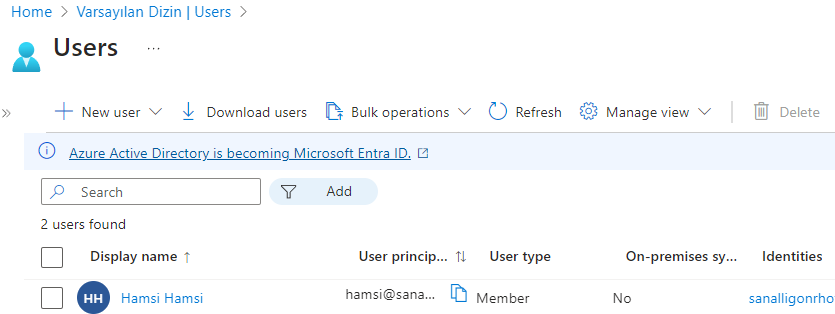 Home > Varsayılan Dizin | Users >
Users ...
» + New user Download users Bulk operations Refresh Manage view Delete
Azure Active Directory is becoming Microsoft Entra ID.
Search Add
2 users found
Display name ↑ User princip... ↑↓ User type On-premises sy... Identities
HH Hamsi Hamsi hamsi@sana... Member No sanalligonrho